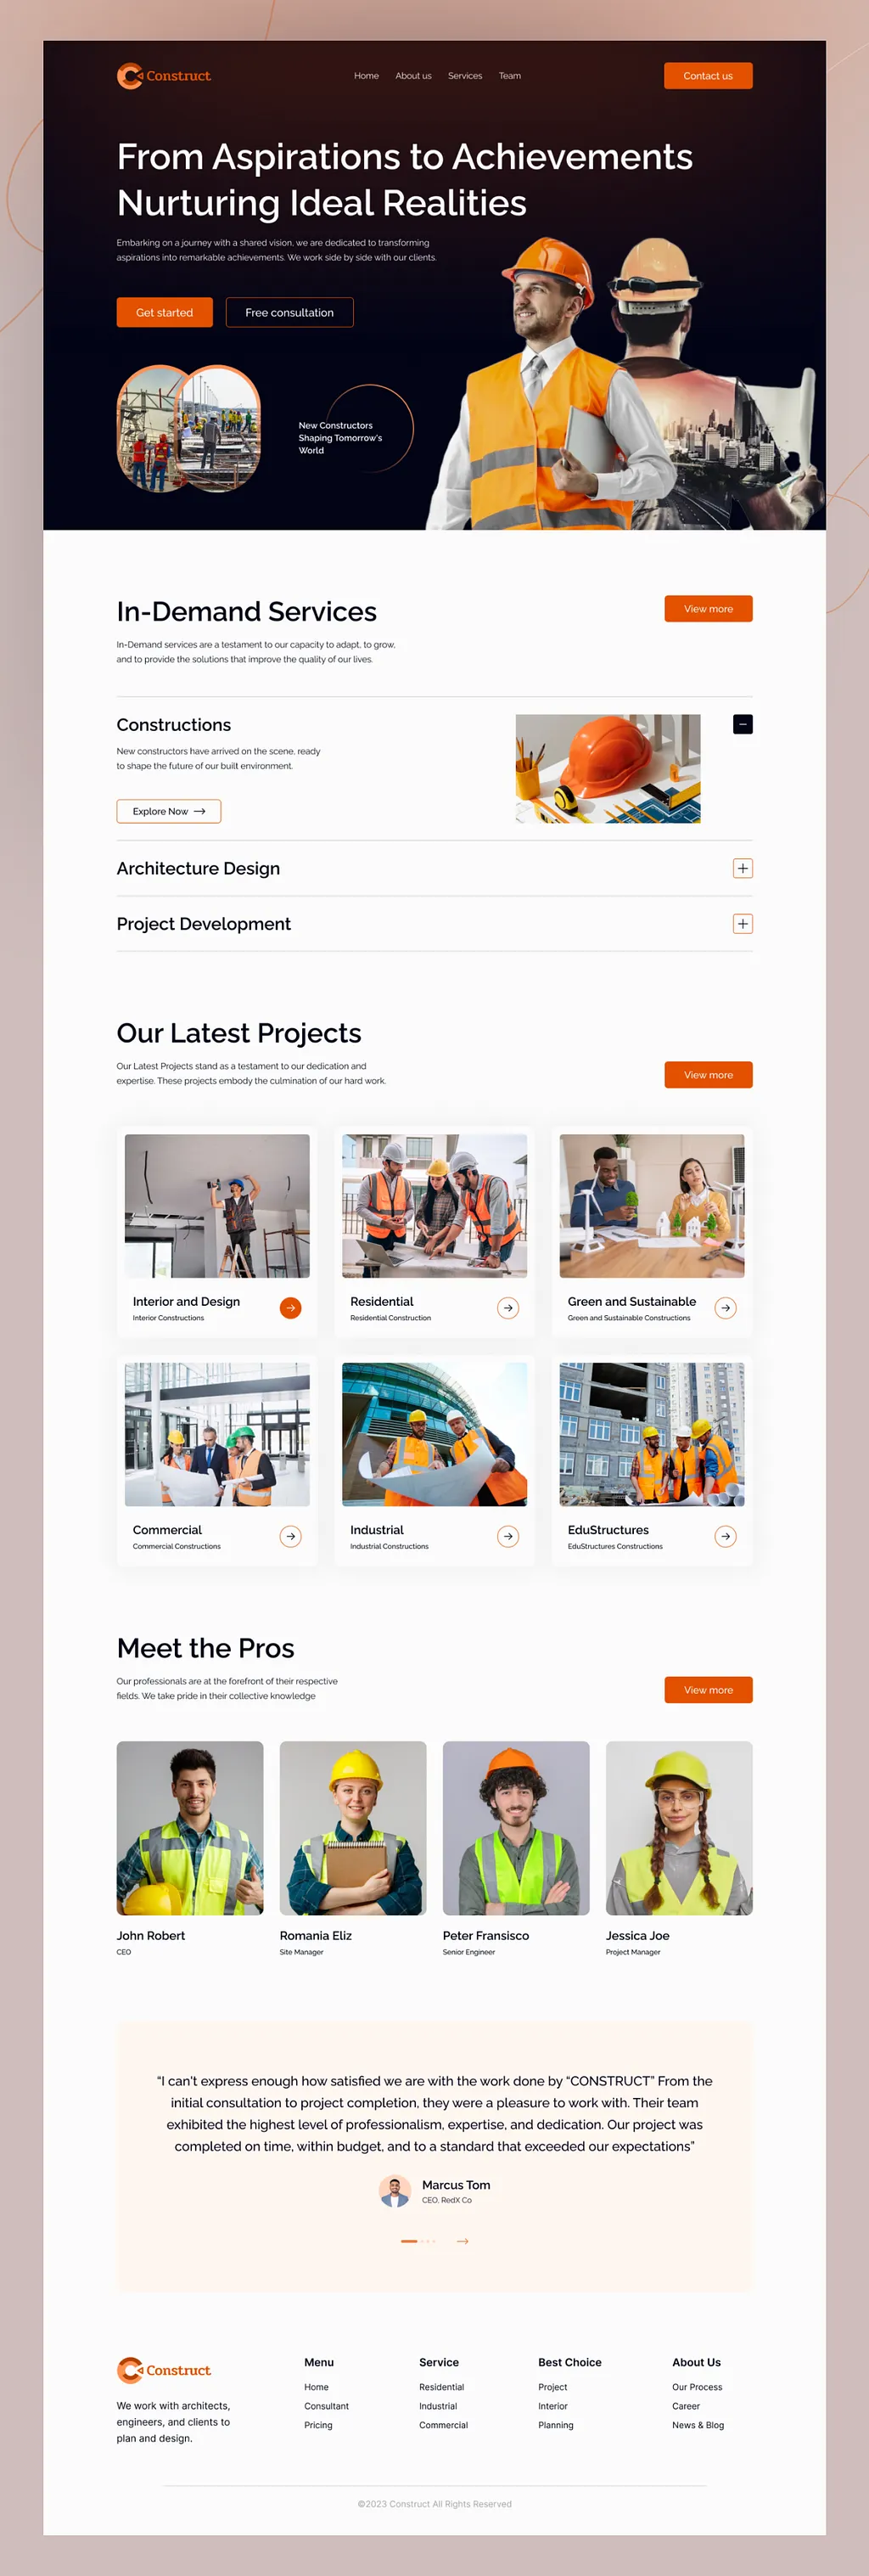 Construct
Home
About us
Services
Team
Contact us
From Aspirations to Achievements
Nurturing Ideal Realities
Embarking on a journey with a shared vision, we are dedicated to transforming
aspirations into remarkable achievements. We work side by side with our clients.
Get started
Free consultation
New Constructors
Shaping Tomorrow's
World
In-Demand Services
View more
In-Demand services are a testament to our capacity to adapt, to grow,
and to provide the solutions that improve the quality of our lives.
Constructions
New constructors have arrived on the scene, ready
to shape the future of our built environment.
Explore Now
Architecture Design
Project Development
Our Latest Projects
Our Latest Projects stand as a testament to our dedication and
expertise. These projects embody the culmination of our hard work.
View more
Interior and Design
Interior Constructions
Residential
Residential Construction
Green and Sustainable
Green and Sustainable Constructions
Commercial
Commercial Constructions
Industrial
Industrial Constructions
EduStructures
EduStructures Constructions
Meet the Pros
Our professionals are at the forefront of their respective
fields. We take pride in their collective knowledge
View more
John Robert
CEO
Romania Eliz
Site Manager
Peter Fransisco
Senior Engineer
Jessica Joe
Project Manager
“I can't express enough how satisfied we are with the work done by “CONSTRUCT” From the
initial consultation to project completion, they were a pleasure to work with. Their team
exhibited the highest level of professionalism, expertise, and dedication. Our project was
completed on time, within budget, and to a standard that exceeded our expectations”
Marcus Tom
CEO, RedX Co
Construct
We work with architects,
engineers, and clients to
plan and design.
Menu
Home
Consultant
Pricing
Service
Residential
Industrial
Commercial
Best Choice
Project
Interior
Planning
About Us
Our Process
Career
News & Blog
©2023 Construct All Rights Reserved